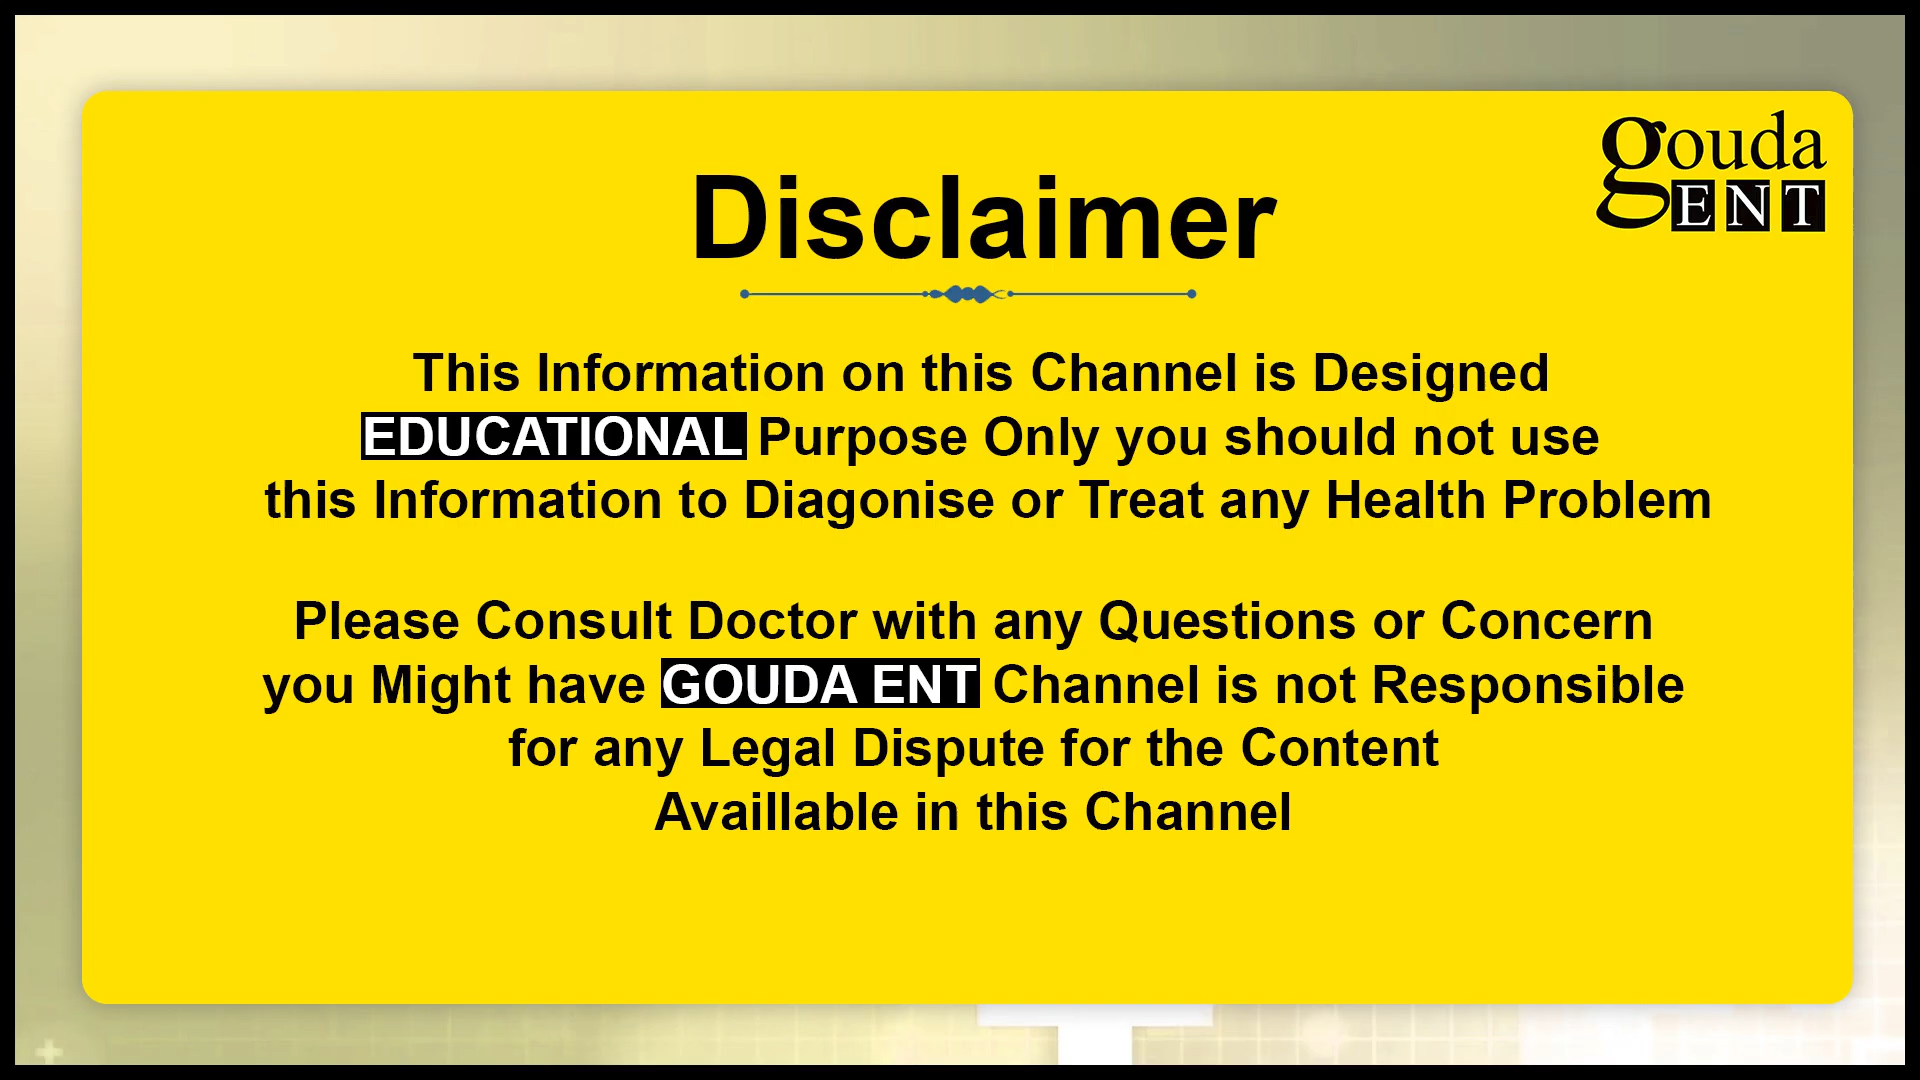 gouda
ENT
Disclaimer
This Information on this Channel is Designed
EDUCATIONAL Purpose Only you should not use
this Information to Diagonise or Treat any Health Problem
Please Consult Doctor with any Questions or Concern
you Might have GOUDA ENT Channel is not Responsible
for any Legal Dispute for the Content
Availlable in this Channel